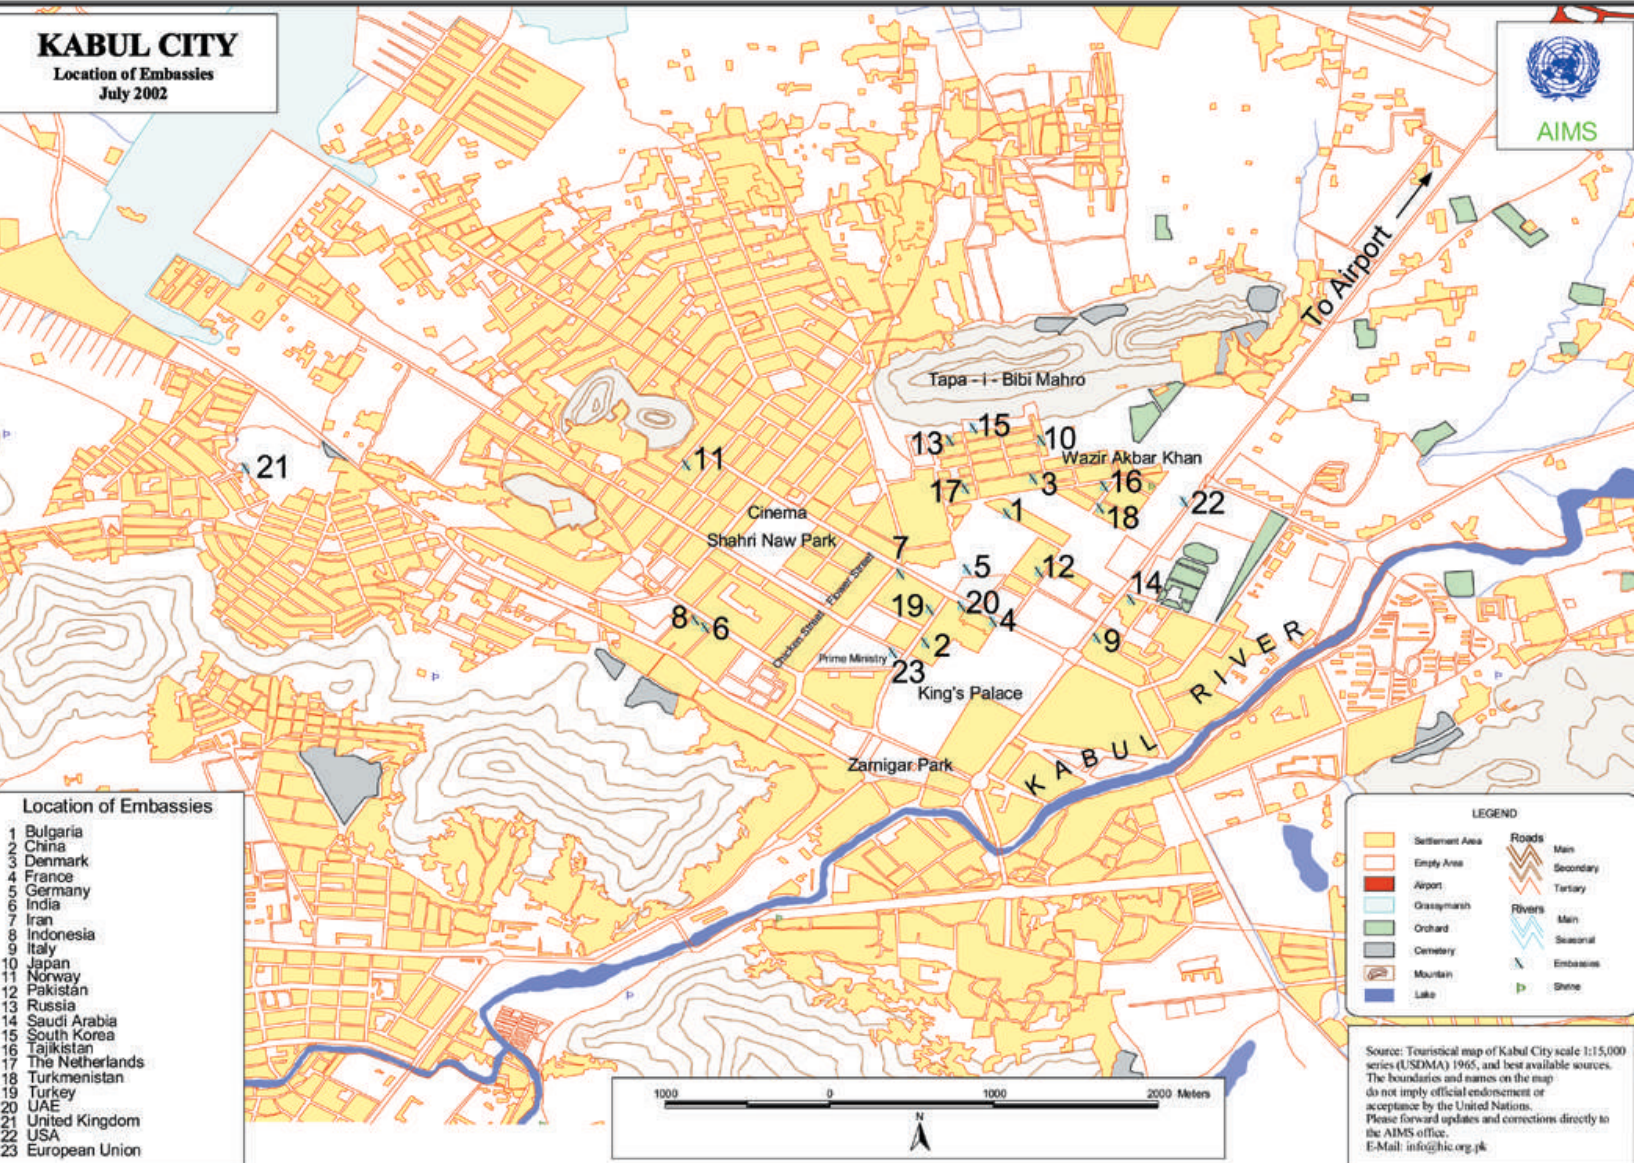 KABUL CITY
Location of Embassies
July 2002
AIMS
To Airport
Tapa - i - Bibi Mahro
15
13
10
Wazir Akbar Khan
11
21
3
16
17
22
1
18
Cinema
Shahri Naw Park
7
5
12
14
Chicken Street - Flower Street
19
20
4
8
6
9
2
Prime Ministry
23
King's Palace
KABUL RIVER
Zarnigar Park
Location of Embassies
1 Bulgaria
2 China
3 Denmark
4 France
5 Germany
6 India
7 Iran
8 Indonesia
9 Italy
10 Japan
11 Norway
12 Pakistan
13 Russia
14 Saudi Arabia
15 South Korea
16 Tajikistan
17 The Netherlands
18 Turkmenistan
19 Turkey
20 UAE
21 United Kingdom
22 USA
23 European Union
LEGEND
Settlement Area
Empty Area
Airport
Grassymarsh
Orchard
Cemetery
Mountain
Lake
Roads
Main
Secondary
Tertiary
Rivers
Main
Seasonal
Embassies
Shrine
1000 0 1000 2000 Meters
N
Source: Touristical map of Kabul City scale 1:15,000
series (USDMA) 1965, and best available sources.
The boundaries and names on the map
do not imply official endorsement or
acceptance by the United Nations.
Please forward updates and corrections directly to
the AIMS office.
E-Mail: info@hic.org.pk